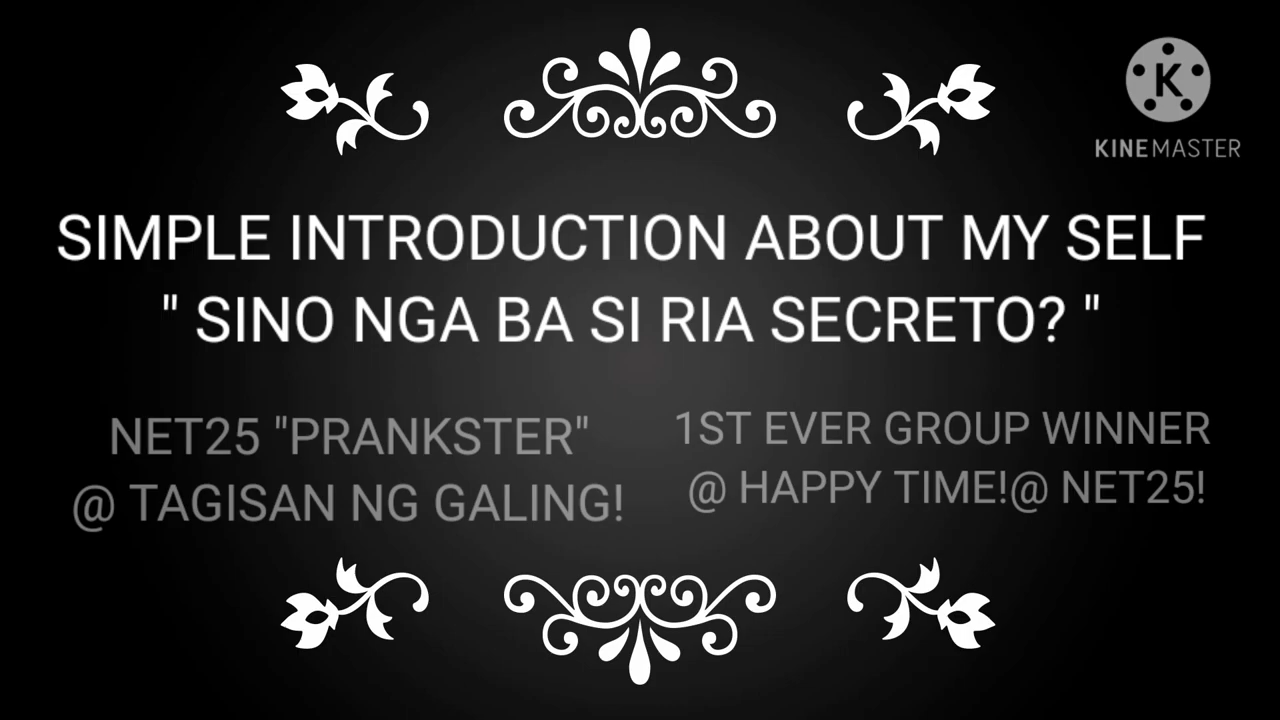 KINEMASTER
SIMPLE INTRODUCTION ABOUT MY SELF
" SINO NGA BA SI RIA SECRETO? "
NET25 "PRANKSTER"
@ TAGISAN NG GALING!
1ST EVER GROUP WINNER
@ HAPPY TIME!@ NET25!